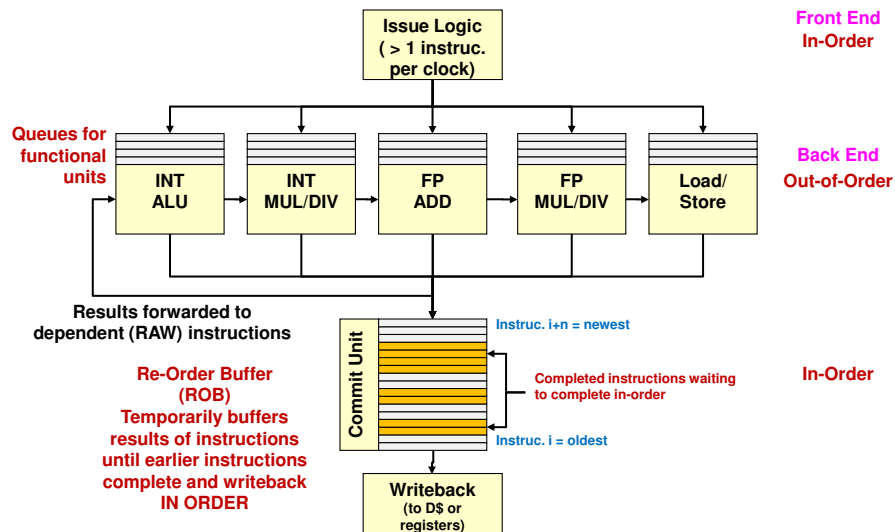 Issue Logic
( > 1 instruc.
per clock)
Front End
In-Order
Queues for
functional
units
INT
ALU
INT
MUL/DIV
FP
ADD
FP
MUL/DIV
Load/
Store
Back End
Out-of-Order
Results forwarded to
dependent (RAW) instructions
Re-Order Buffer
(ROB)
Temporarily buffers
results of instructions
until earlier instructions
complete and writeback
IN ORDER
Commit Unit
Instruc. i+n = newest
Completed instructions waiting
to complete in-order
Instruc. i = oldest
In-Order
Writeback
(to D$ or
registers)